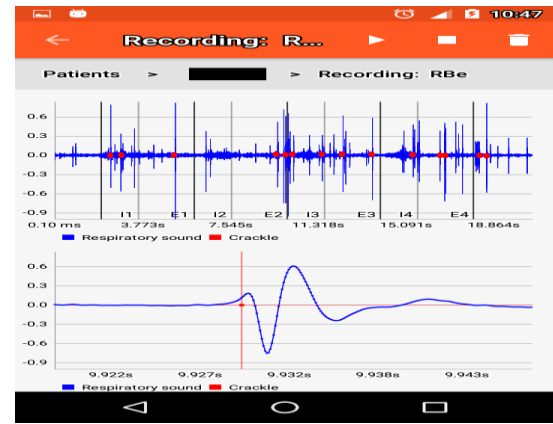 10:47
Recording: R...
Patients > > Recording: RBe
0.6
0.3
0.0
-0.3
-0.6
-0.9
I1 E1 I2 E2 I3 E3 I4 E4
0.10 ms 3.773s 7.545s 11.318s 15.091s 18.864s
Respiratory sound Crackle
0.6
0.3
0.0
-0.3
-0.6
-0.9
9.922s 9.927s 9.932s 9.938s 9.943s
Respiratory sound Crackle